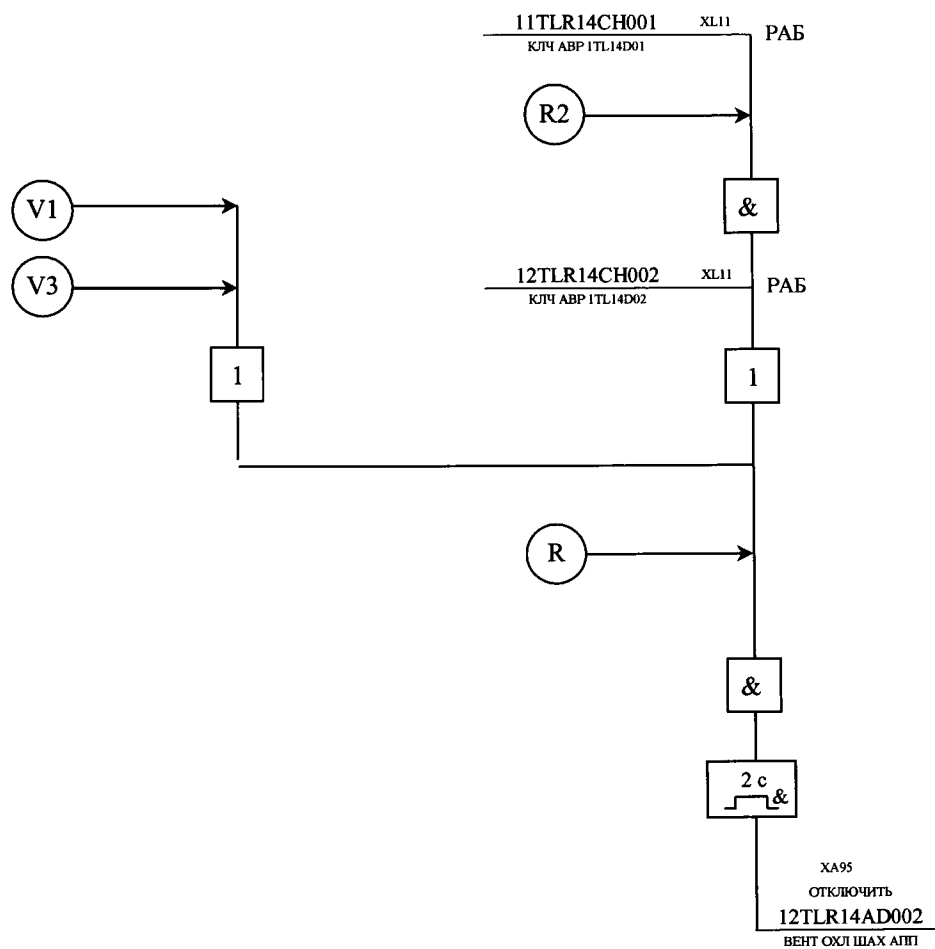 11TLR14CH001 XL11 РАБ
КЛЧ АВР 1TL14D01
R2
V1
&
V3
12TLR14CH002 XL11 РАБ
КЛЧ АВР 1TL14D02
1
1
R
&
2 с
&
XA95
ОТКЛЮЧИТЬ
12TLR14AD002
ВЕНТ ОХЛ ШАХ АПП